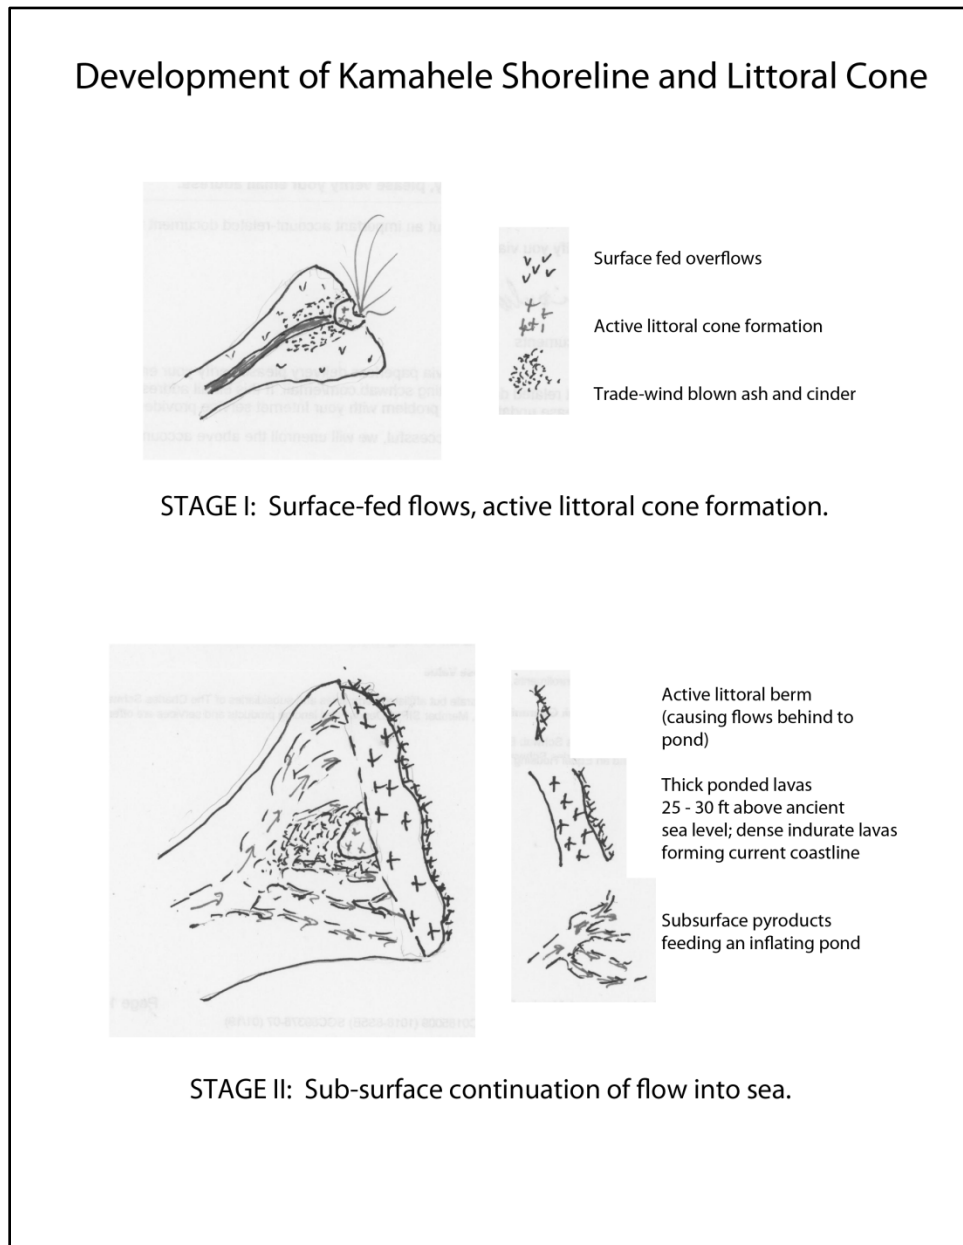 Development of Kamahele Shoreline and Littoral Cone
Surface fed overflows
Active littoral cone formation
Trade-wind blown ash and cinder
STAGE I:  Surface-fed flows, active littoral cone formation.
Active littoral berm
(causing flows behind to
pond)
Thick ponded lavas
25 - 30 ft above ancient
sea level; dense indurate lavas
forming current coastline
Subsurface pyroducts
feeding an inflating pond
STAGE II:  Sub-surface continuation of flow into sea.